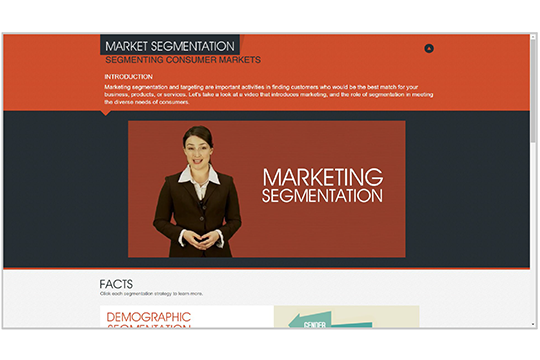 MARKET SEGMENTATION
SEGMENTING CONSUMER MARKETS
INTRODUCTION
Marketing segmentation and targeting are important activities in finding customers who would be the best match for your
business, products, or services. Let's take a look at a video that introduces marketing, and the role of segmentation in meeting
the diverse needs of consumers.
MARKETING
SEGMENTATION
FACTS
Click each segmentation strategy to learn more.
DEMOGRAPHIC
SEGMENTATION
GENDER